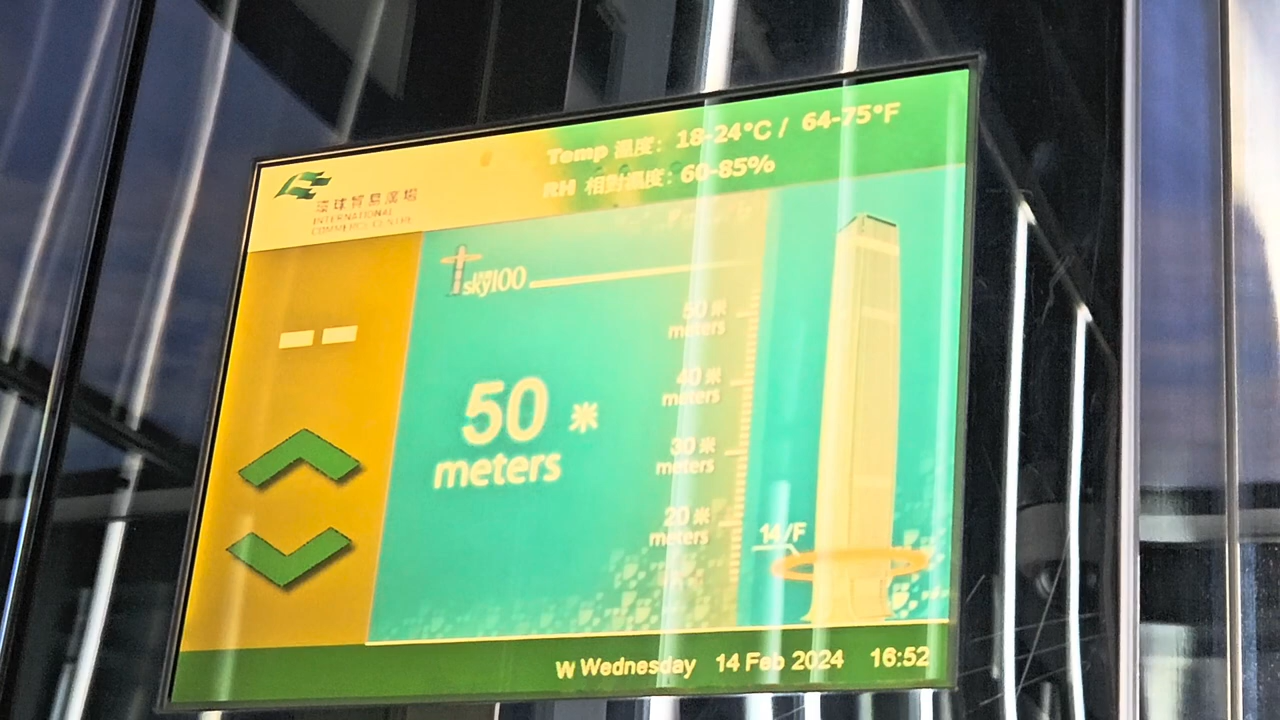 Temp 溫度: 18-24°C / 64-75°F
RH 相對濕度: 60-85%
環球貿易廣場
INTERNATIONAL
COMMERCE CENTRE
sky100
50 米
meters
50 米
meters
40 米
meters
30 米
meters
20 米
meters
14/F
W Wednesday 14 Feb 2024 16:52